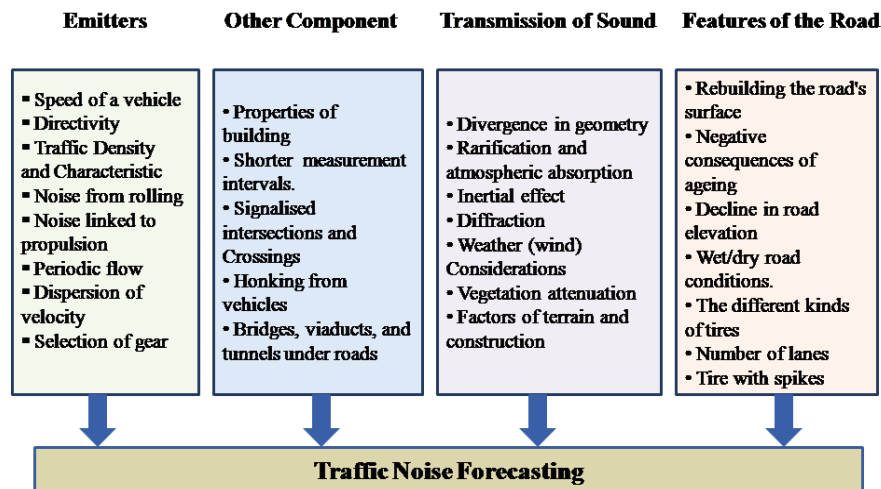 Emitters
Other Component
Transmission of Sound
Features of the Road
▪ Speed of a vehicle
▪ Directivity
▪ Traffic Density
and Characteristic
▪ Noise from rolling
▪ Noise linked to
propulsion
▪ Periodic flow
▪ Dispersion of
velocity
▪ Selection of gear
• Properties of
building
• Shorter measurement
intervals.
• Signalised
intersections and
Crossings
• Honking from
vehicles
• Bridges, viaducts, and
tunnels under roads
• Divergence in geometry
• Rarification and
atmospheric absorption
• Inertial effect
• Diffraction
• Weather (wind)
Considerations
• Vegetation attenuation
• Factors of terrain and
construction
• Rebuilding the road's
surface
• Negative
consequences of
ageing
• Decline in road
elevation
• Wet/dry road
conditions.
• The different kinds
of tires
• Number of lanes
• Tire with spikes
Traffic Noise Forecasting